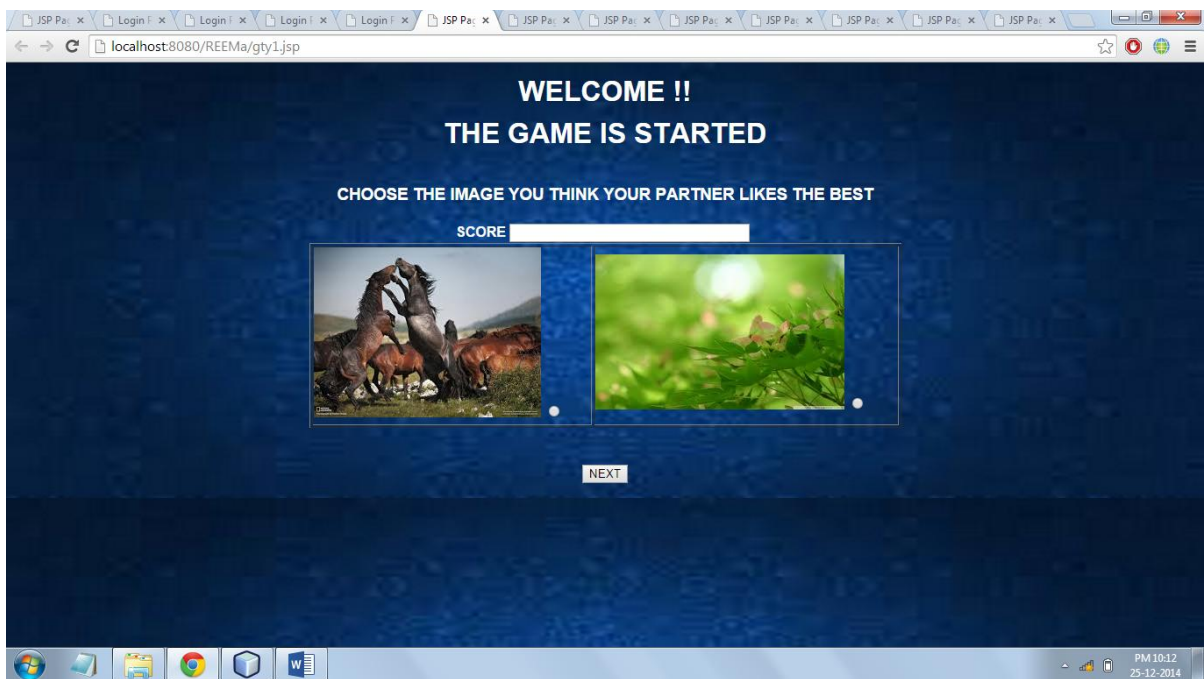 JSP Pag Login F Login F Login F Login F JSP Pag JSP Pag JSP Pag JSP Pag JSP Pag JSP Pag JSP Pag JSP Pag
localhost:8080/REEMa/gty1.jsp
WELCOME !!
THE GAME IS STARTED
CHOOSE THE IMAGE YOU THINK YOUR PARTNER LIKES THE BEST
SCORE
NEXT
PM 10:12
25-12-2014